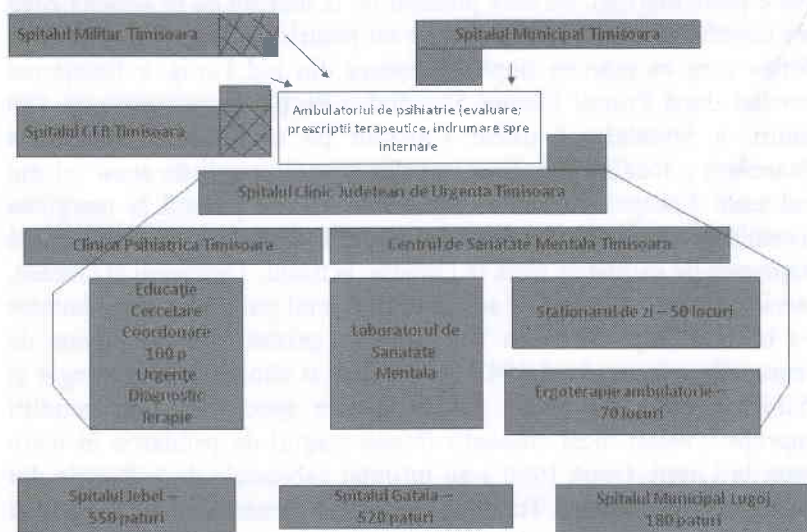 Spitalul Militar Timisoara
Spitalul Municipal Timisoara
Ambulatoriul de psihiatrie (evaluare;
prescriptii terapeutice, indrumare spre
internare
Spitalul CFR Timisoara
Spitalul Clinic Judetean de Urgenta Timisoara
Clinica Psihiatrica Timisoara
Centrul de Sanatate Mentala Timisoara
Educație
Cercetare
Coordonare
100 p
Urgențe
Diagnostic
Terapie
Laboratorul de
Sanatate
Mentala
Stationarul de zi – 50 locuri
Ergoterapie ambulatorie –
70 locuri
Spitalul Jebel –
550 paturi
Spitalul Gataia –
520 paturi
Spitalul Municipal Lugoj
180 paturi